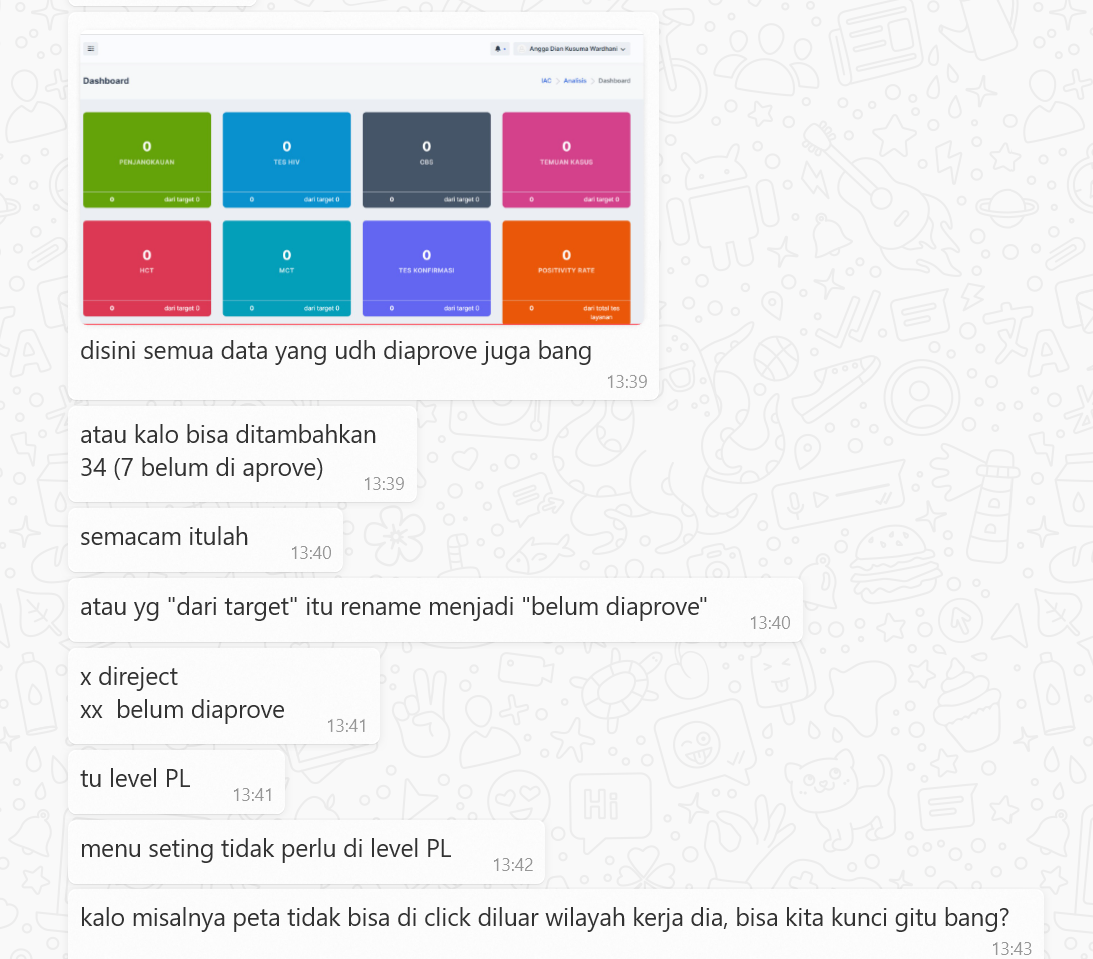 Angga Dian Kusuma Wardhani
Dashboard
IAC > Analisis > Dashboard
0
PENJANGKAUAN
0 dari target 0
0
TES HIV
0 dari target 0
0
CBS
0 dari target 0
0
TEMUAN KASUS
0 dari target 0
0
HCT
0 dari target 0
0
MCT
0 dari target 0
0
TES KONFIRMASI
0 dari target 0
0
POSITIVITY RATE
0 dari total tes
layanan
disini semua data yang udh diaprove juga bang
13:39
atau kalo bisa ditambahkan
34 (7 belum di aprove)
13:39
semacam itulah
13:40
atau yg "dari target" itu rename menjadi "belum diaprove"
13:40
x direject
xx belum diaprove
13:41
tu level PL
13:41
menu seting tidak perlu di level PL
13:42
kalo misalnya peta tidak bisa di click diluar wilayah kerja dia, bisa kita kunci gitu bang?
13:43